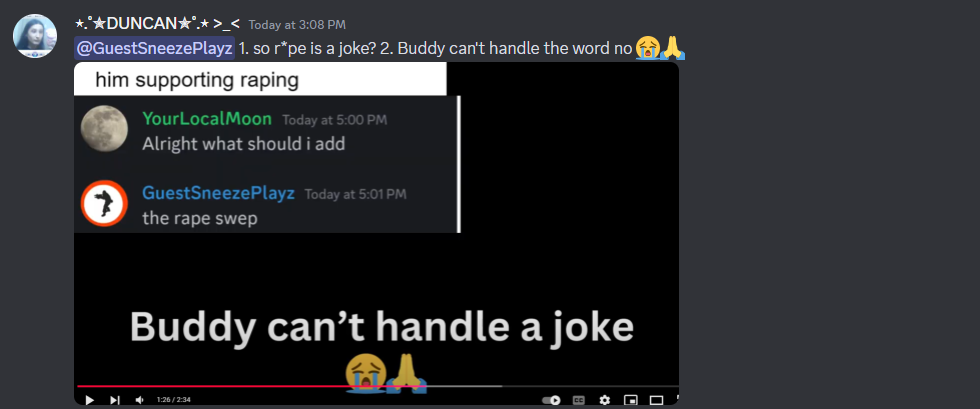 ⋆.˚✮DUNCAN✮˚.⋆ >_< Today at 3:08 PM
@GuestSneezePlayz 1. so r*pe is a joke? 2. Buddy can't handle the word no 😭🙏
him supporting raping
YourLocalMoon Today at 5:00 PM
Alright what should i add
GuestSneezePlayz Today at 5:01 PM
the rape swep
Buddy can't handle a joke
😭🙏
1:26 / 2:34